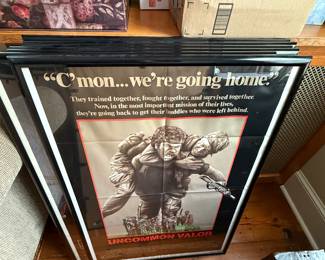 “C’mon...we’re going home.”
They trained together, fought together, and survived together.
Now, in the most important mission of their lives,
they’re going back to get their buddies who were left behind.
UNCOMMON VALOR